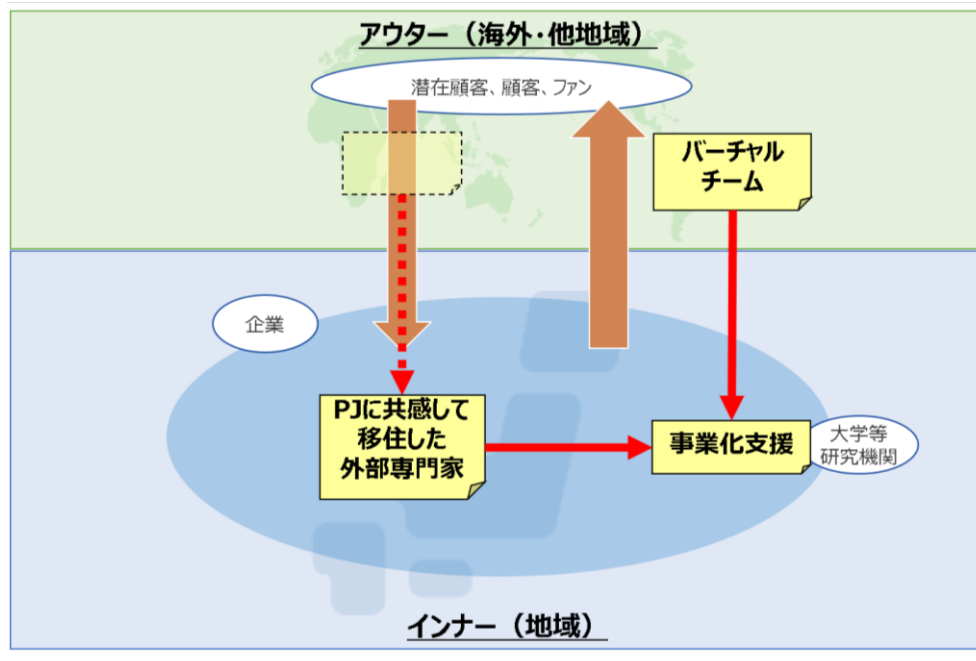 アウター（海外・他地域）
潜在顧客、顧客、ファン
バーチャル
チーム
企業
PJに共感して
移住した
外部専門家
事業化支援
大学等
研究機関
インナー（地域）